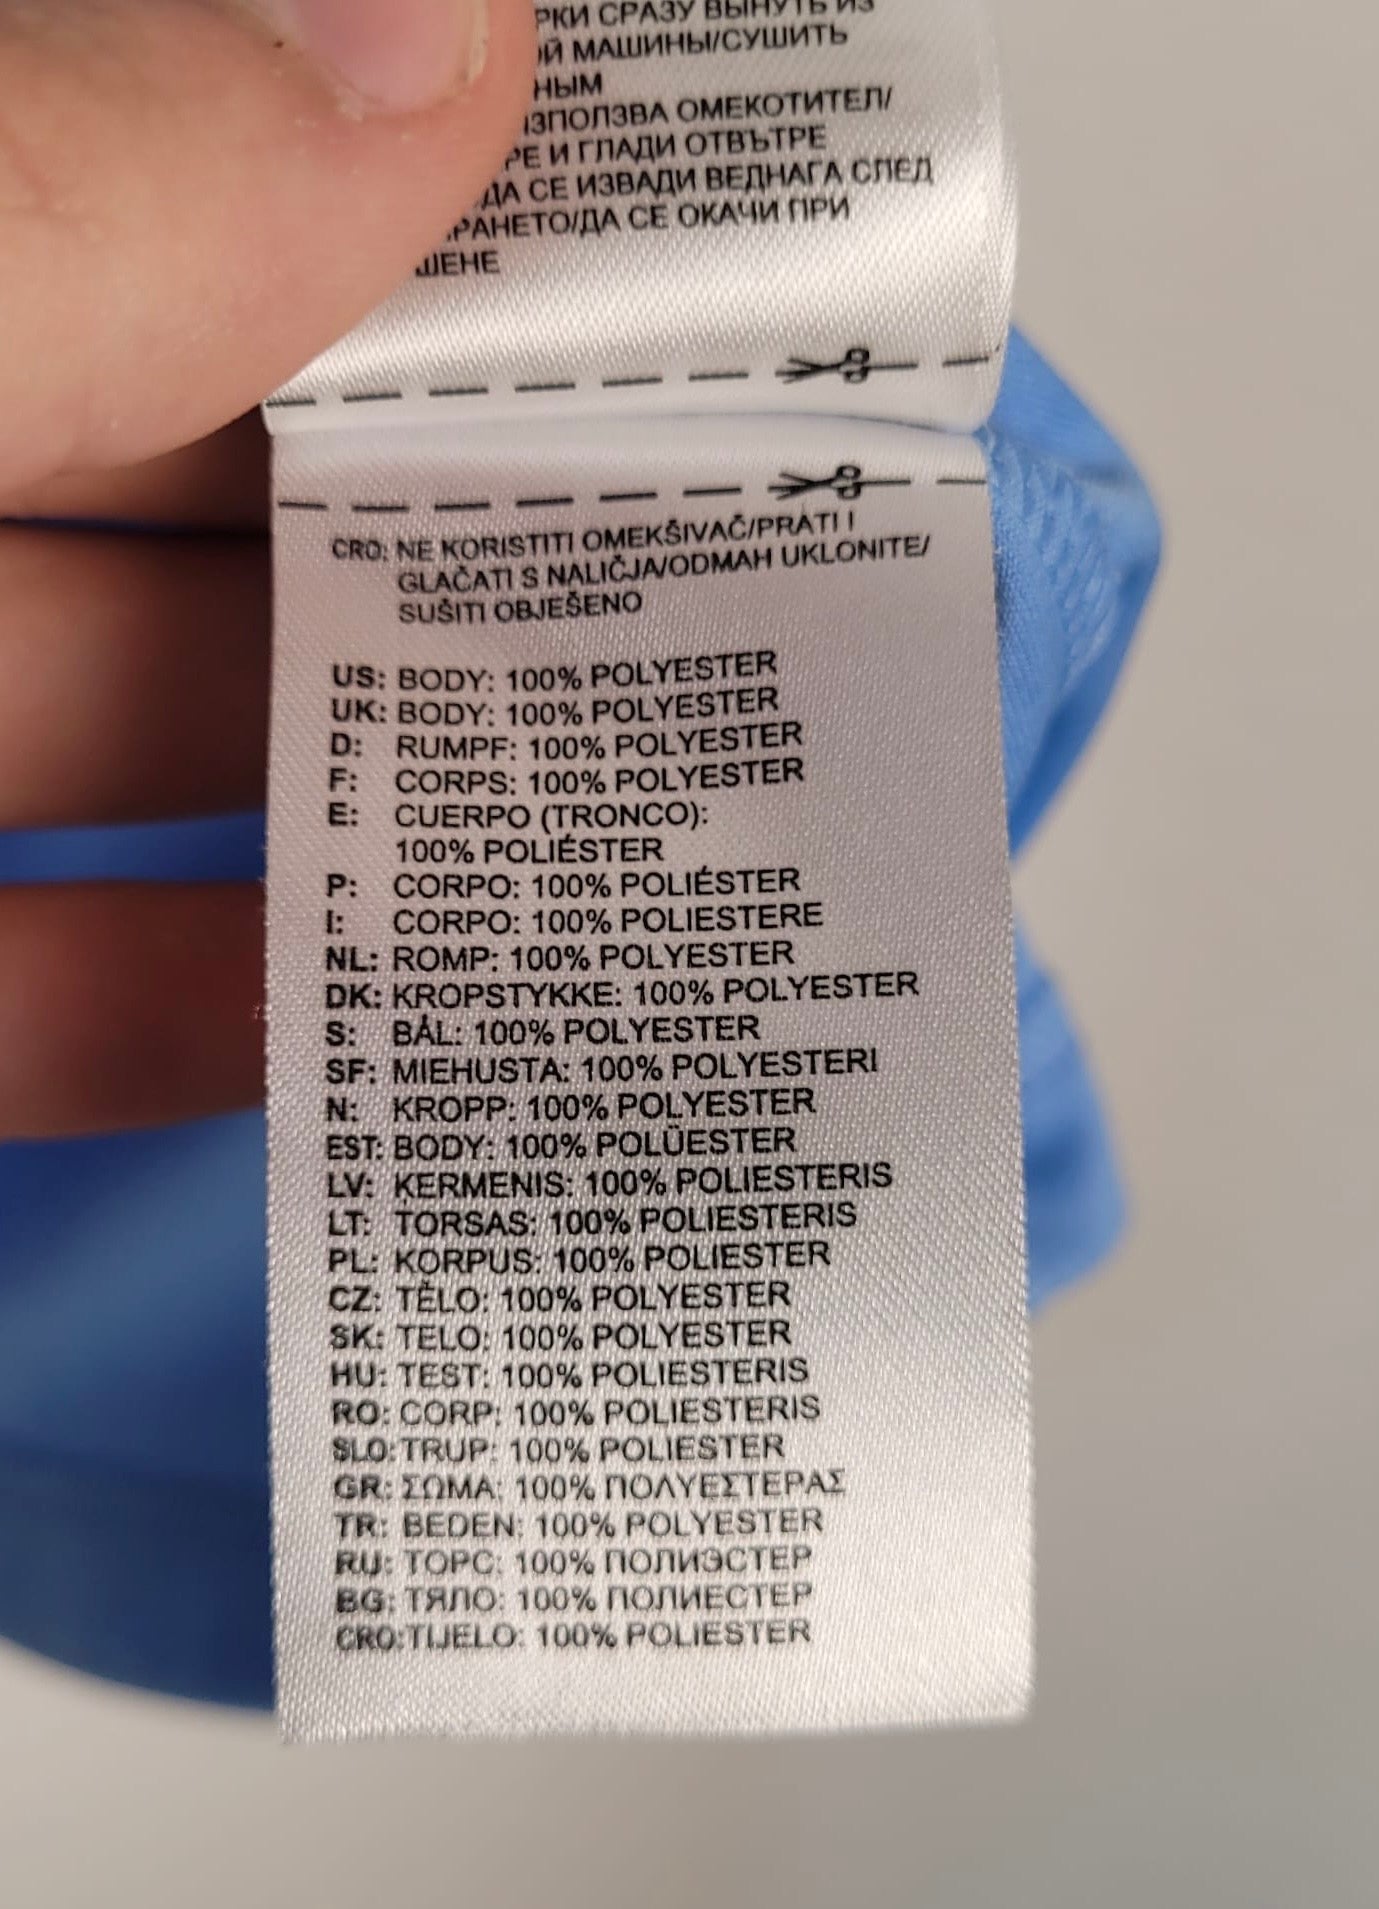 СРАЗУ ВЫНУТЬ ИЗ
МАШИНЫ/СУШИТЬ
ОМЕКОТИТЕЛ/
И ГЛАДИ ОТВЪТРЕ
ДА СЕ ИЗВАДИ ВЕДНАГА СЛЕД
СЕ ОКАЧИ ПРИ
CRO: NE KORISTITI OMEKŠIVAČ/PRATI I
GLAČATI S NALIČJA/ODMAH UKLONITE/
SUŠITI OBJEŠENO
US: BODY: 100% POLYESTER
UK: BODY: 100% POLYESTER
D: RUMPF: 100% POLYESTER
F: CORPS: 100% POLYESTER
E: CUERPO (TRONCO):
100% POLIÉSTER
P: CORPO: 100% POLIÉSTER
I: CORPO: 100% POLIESTERE
NL: ROMP: 100% POLYESTER
DK: KROPSTYKKE: 100% POLYESTER
S: BÅL: 100% POLYESTER
SF: MIEHUSTA: 100% POLYESTERI
N: KROPP: 100% POLYESTER
EST: BODY: 100% POLÜESTER
LV: ĶERMENIS: 100% POLIESTERIS
LT: TORSAS: 100% POLIESTERIS
PL: KORPUS: 100% POLIESTER
CZ: TĚLO: 100% POLYESTER
SK: TELO: 100% POLYESTER
HU: TEST: 100% POLIESTERIS
RO: CORP: 100% POLIESTERIS
SLO: TRUP: 100% POLIESTER
GR: ΣΩΜΑ: 100% ΠΟΛΥΕΣΤΕΡΑΣ
TR: BEDEN: 100% POLYESTER
RU: ТОРС: 100% ПОЛИЭСТЕР
BG: ТЯЛО: 100% ПОЛИЕСТЕР
CRO: TIJELO: 100% POLIESTER